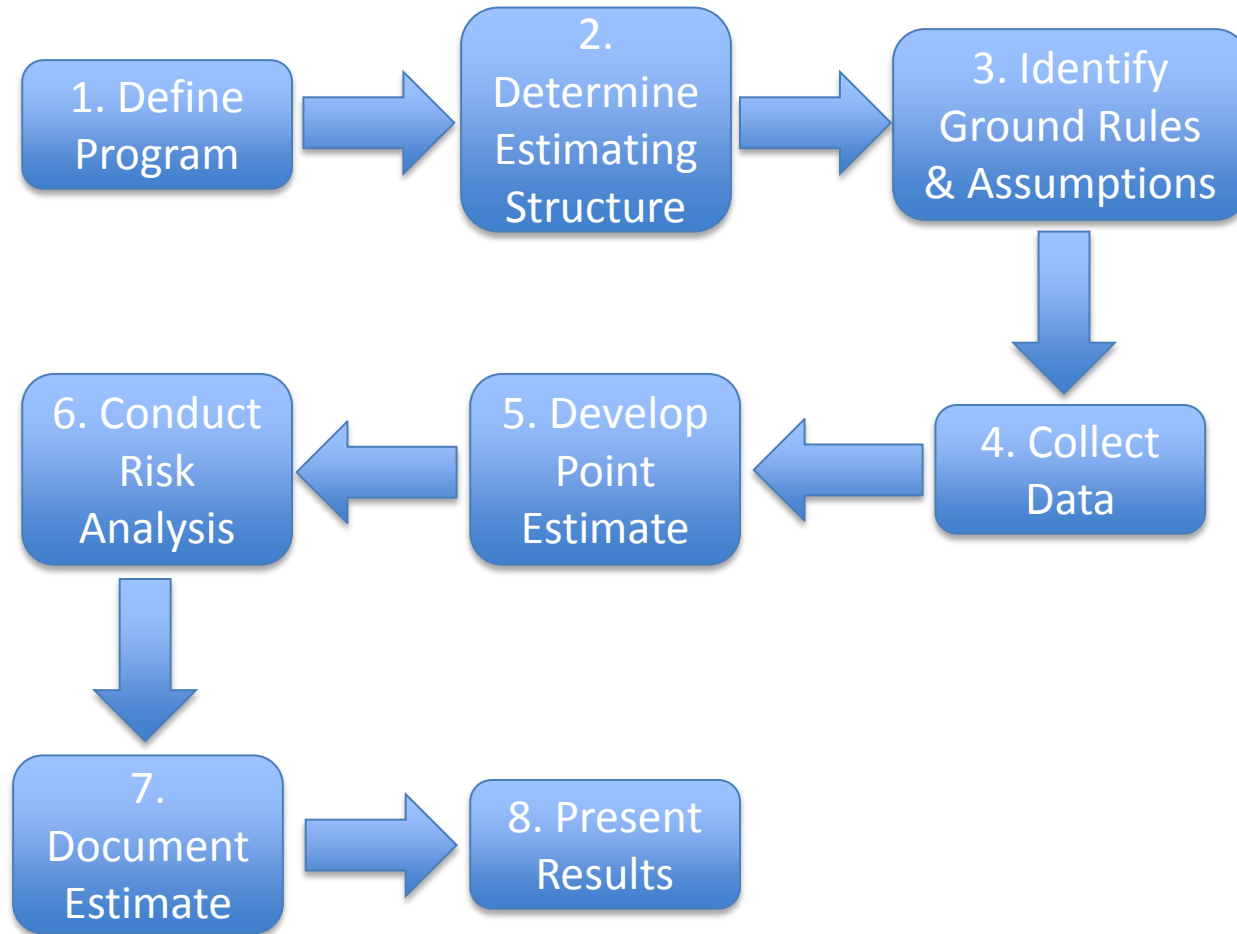 1. Define
Program
2.
Determine
Estimating
Structure
3. Identify
Ground Rules
& Assumptions
4. Collect
Data
5. Develop
Point
Estimate
6. Conduct
Risk
Analysis
7.
Document
Estimate
8. Present
Results